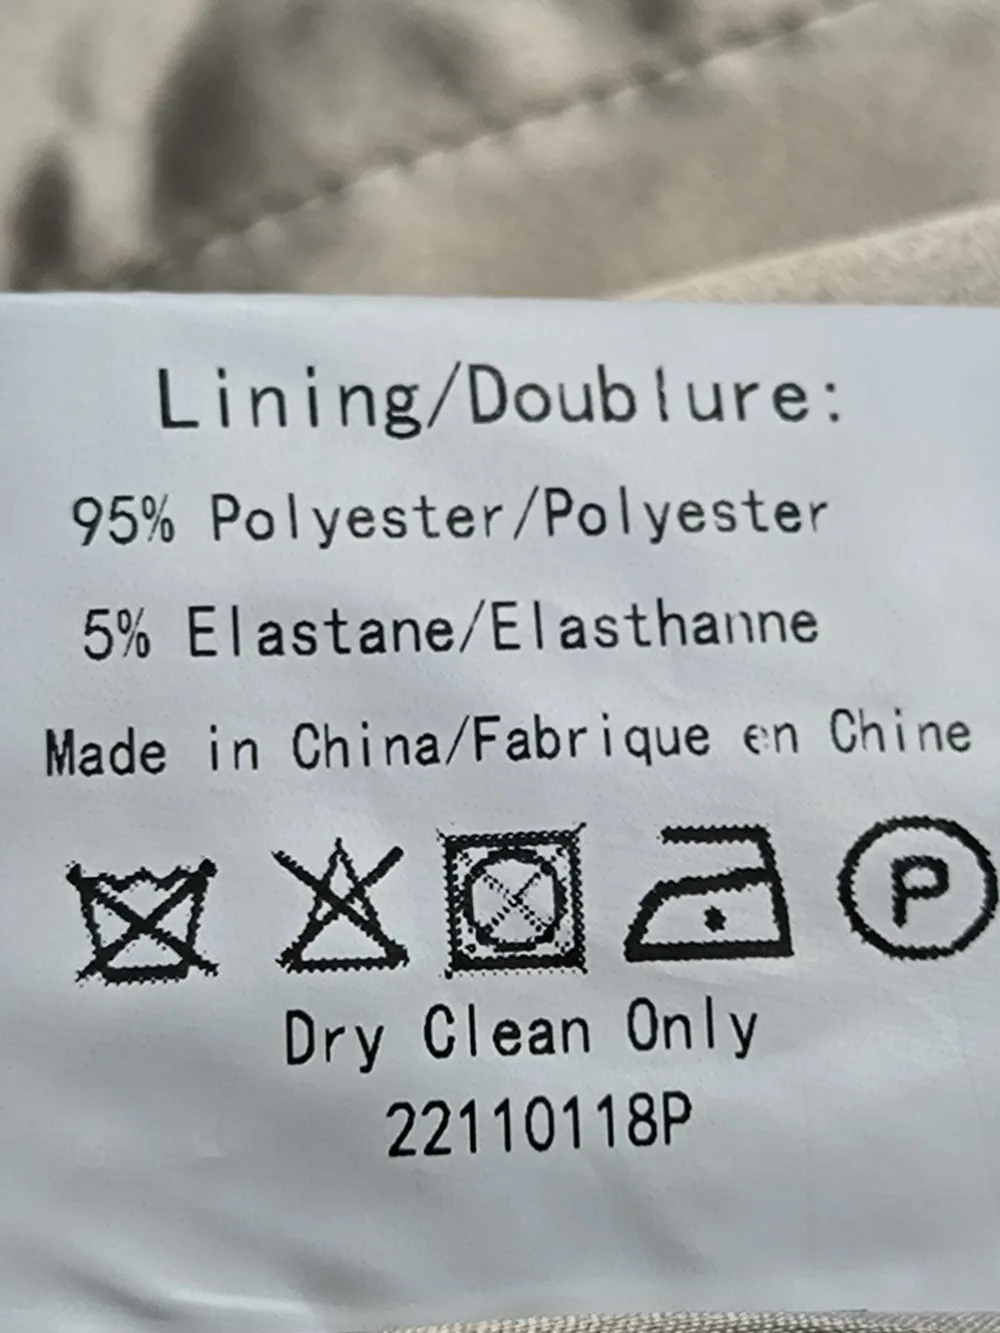 Lining/Doublure:
95% Polyester/Polyester
5% Elastane/Elasthanne
Made in China/Fabrique en Chine
P
Dry Clean Only
22110118P